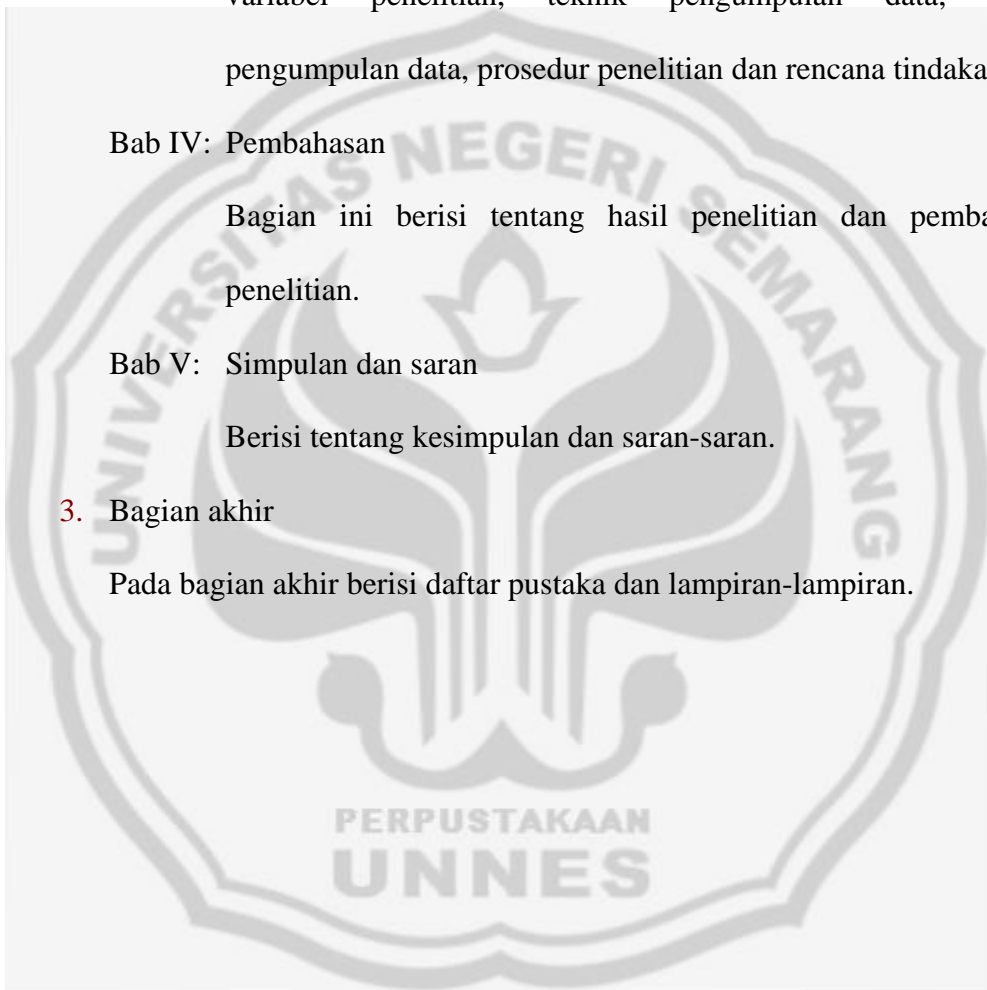 variabel penelitian, teknik pengumpulan data,
pengumpulan data, prosedur penelitian dan rencana
Bab IV: Pembahasan
Bagian ini berisi tentang hasil penelitian dan
penelitian.
Bab V: Simpulan dan saran
Berisi tentang kesimpulan dan saran-saran.
3. Bagian akhir
Pada bagian akhir berisi daftar pustaka dan lampiran-lampiran.
UNIVERSITAS NEGERI SEMARANG
PERPUSTAKAAN
UNNES